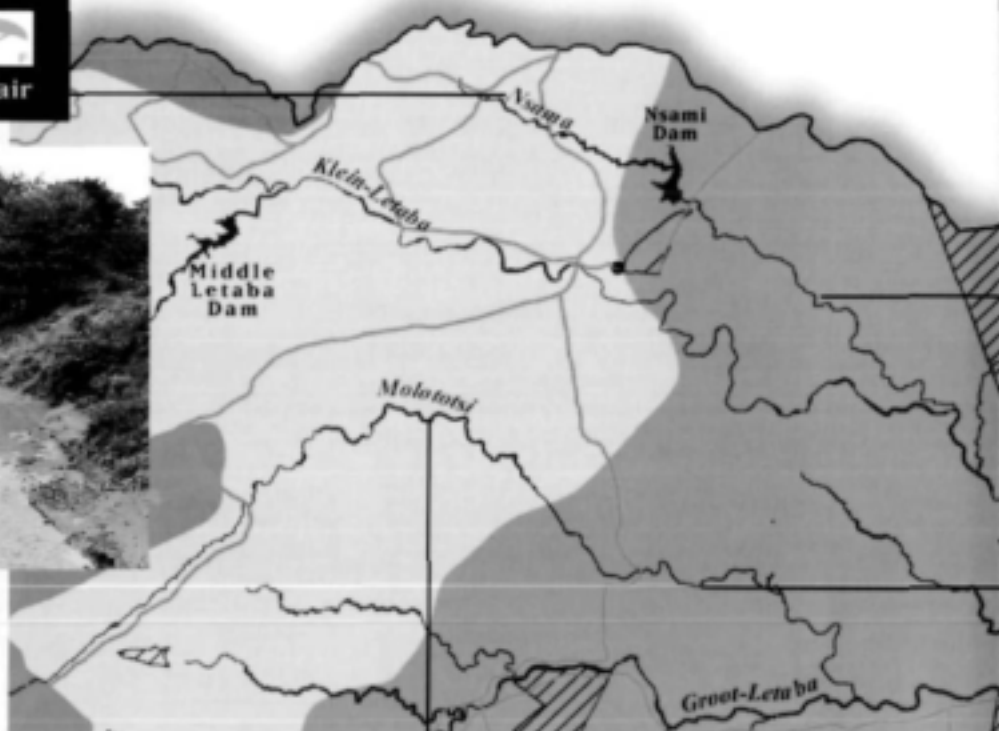 air
Nsama
Nsami
Dam
Klein-Letaba
Middle
Letaba
Dam
Molototsi
Groot-Letaba